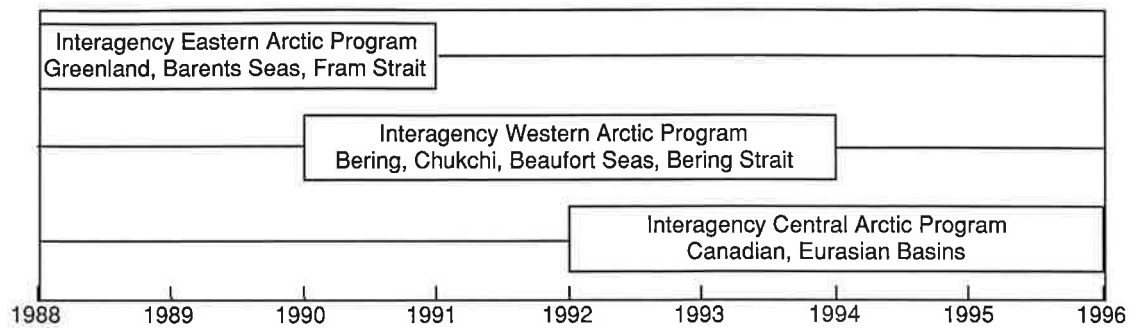 Interagency Eastern Arctic Program
Greenland, Barents Seas, Fram Strait
Interagency Western Arctic Program
Bering, Chukchi, Beaufort Seas, Bering Strait
Interagency Central Arctic Program
Canadian, Eurasian Basins
1988 1989 1990 1991 1992 1993 1994 1995 1996